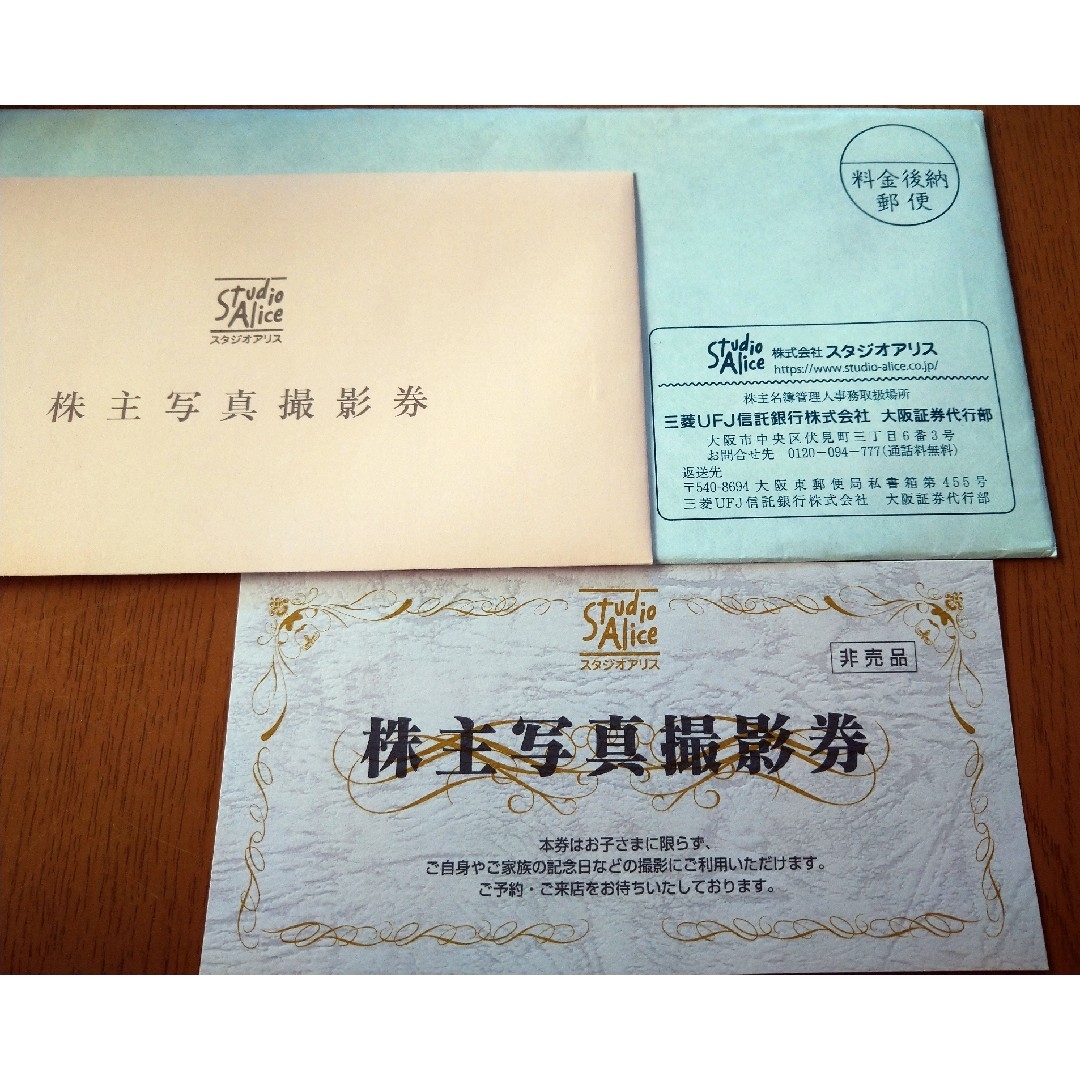 Studio
Alice
スタジオアリス
株主写真撮影券
料金後納
郵便
Studio
Alice
株式会社 スタジオアリス
https://www.studio-alice.co.jp/
株主名簿管理人事務取扱場所
三菱UFJ信託銀行株式会社 大阪証券代行部
大阪市中央区伏見町三丁目6番3号
お問合せ先 0120-094-777(通話料無料)
返送先
〒540-8694 大阪東郵便局私書箱第455号
三菱UFJ信託銀行株式会社 大阪証券代行部
Studio
Alice
スタジオアリス
非売品
株主写真撮影券
本券はお子さまに限らず、
ご自身やご家族の記念日などの撮影にご利用いただけます。
ご予約・ご来店をお待ちいたしております。